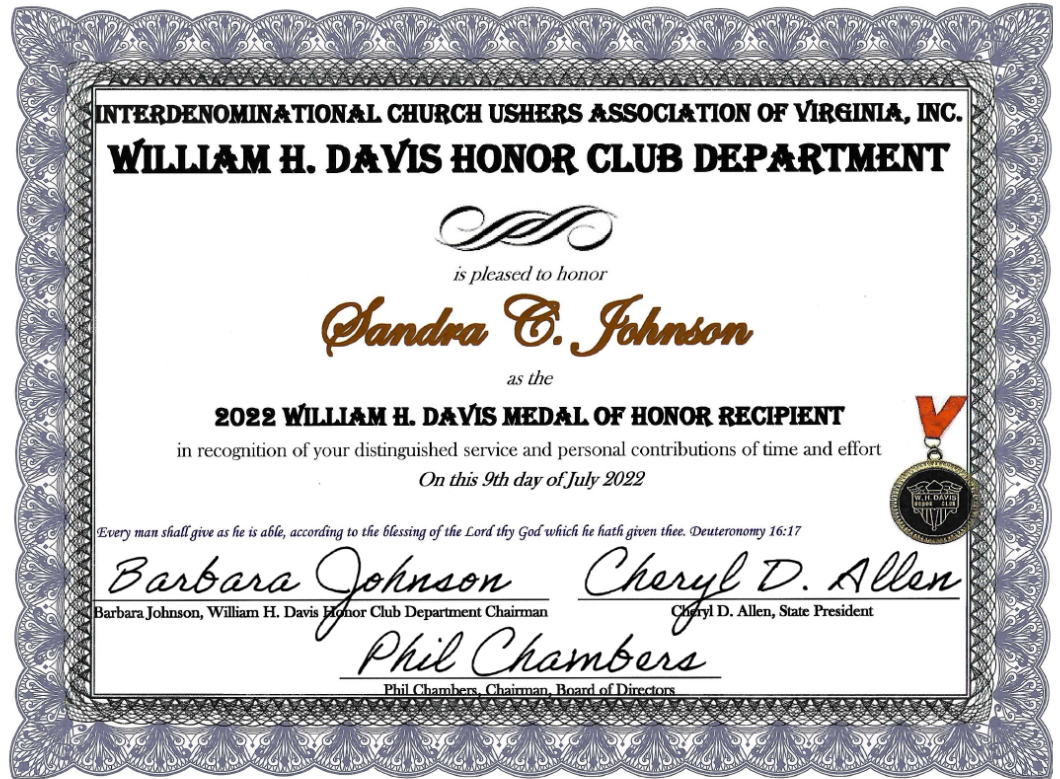 INTERDENOMINATIONAL CHURCH USHERS ASSOCIATION OF VIRGINIA, INC.
WILLIAM H. DAVIS HONOR CLUB DEPARTMENT
is pleased to honor
Sandra C. Johnson
as the
2022 WILLIAM H. DAVIS MEDAL OF HONOR RECIPIENT
in recognition of your distinguished service and personal contributions of time and effort
On this 9th day of July 2022
W. H. DAVIS
HONOR CLUB
Every man shall give as he is able, according to the blessing of the Lord thy God which he hath given thee. Deuteronomy 16:17
Barbara Johnson
Cheryl D. Allen
Barbara Johnson, William H. Davis Honor Club Department Chairman
Cheryl D. Allen, State President
Phil Chambers
Phil Chambers, Chairman, Board of Directors